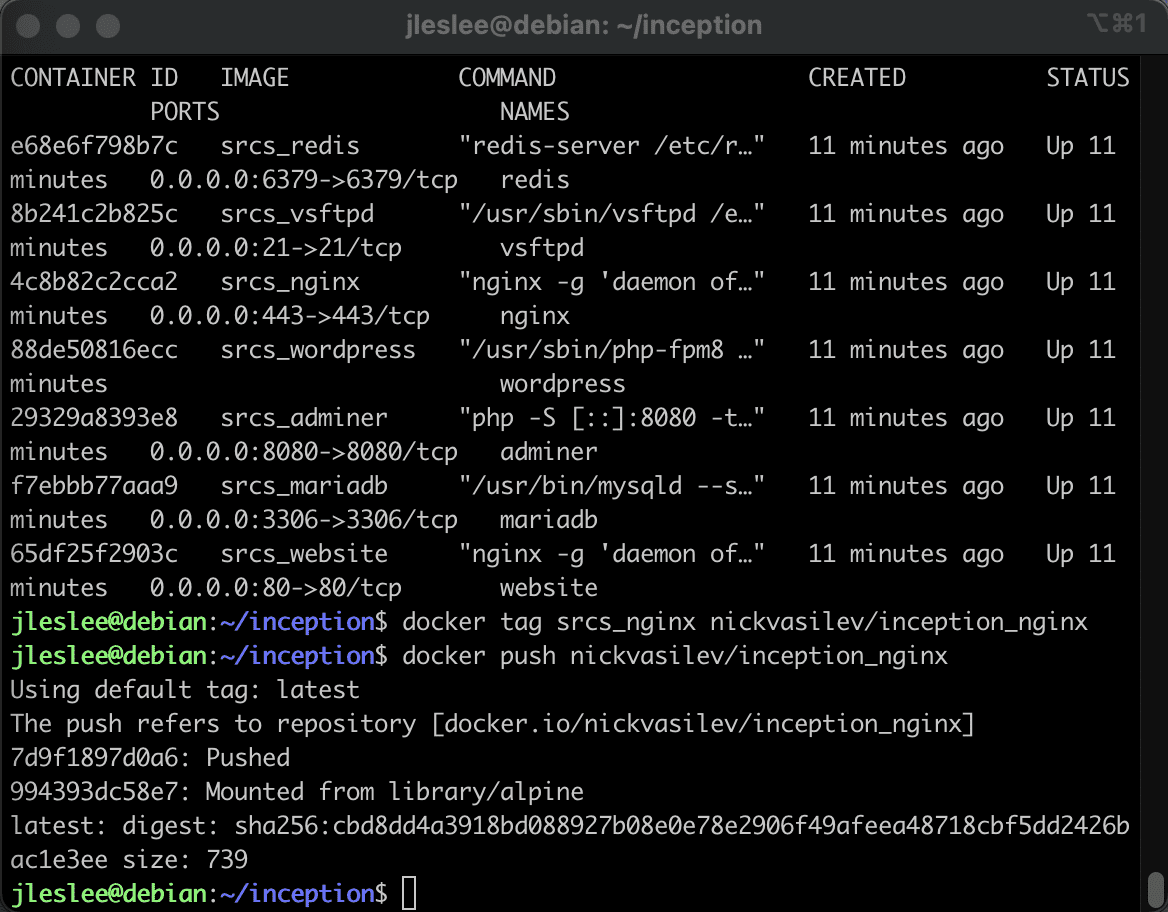 jleslee@debian: ~/inception ⌥⌘1
CONTAINER ID IMAGE COMMAND CREATED STATUS
PORTS NAMES
e68e6f798b7c srcs_redis "redis-server /etc/r…" 11 minutes ago Up 11
minutes 0.0.0.0:6379->6379/tcp redis
8b241c2b825c srcs_vsftpd "/usr/sbin/vsftpd /e…" 11 minutes ago Up 11
minutes 0.0.0.0:21->21/tcp vsftpd
4c8b82c2cca2 srcs_nginx "nginx -g 'daemon of…" 11 minutes ago Up 11
minutes 0.0.0.0:443->443/tcp nginx
88de50816ecc srcs_wordpress "/usr/sbin/php-fpm8 …" 11 minutes ago Up 11
minutes wordpress
29329a8393e8 srcs_adminer "php -S [::]:8080 -t…" 11 minutes ago Up 11
minutes 0.0.0.0:8080->8080/tcp adminer
f7ebbb77aaa9 srcs_mariadb "/usr/bin/mysqld --s…" 11 minutes ago Up 11
minutes 0.0.0.0:3306->3306/tcp mariadb
65df25f2903c srcs_website "nginx -g 'daemon of…" 11 minutes ago Up 11
minutes 0.0.0.0:80->80/tcp website
jleslee@debian:~/inception$ docker tag srcs_nginx nickvasilev/inception_nginx
jleslee@debian:~/inception$ docker push nickvasilev/inception_nginx
Using default tag: latest
The push refers to repository [docker.io/nickvasilev/inception_nginx]
7d9f1897d0a6: Pushed
994393dc58e7: Mounted from library/alpine
latest: digest: sha256:cbd8dd4a3918bd088927b08e0e78e2906f49afeea48718cbf5dd2426b
ac1e3ee size: 739
jleslee@debian:~/inception$